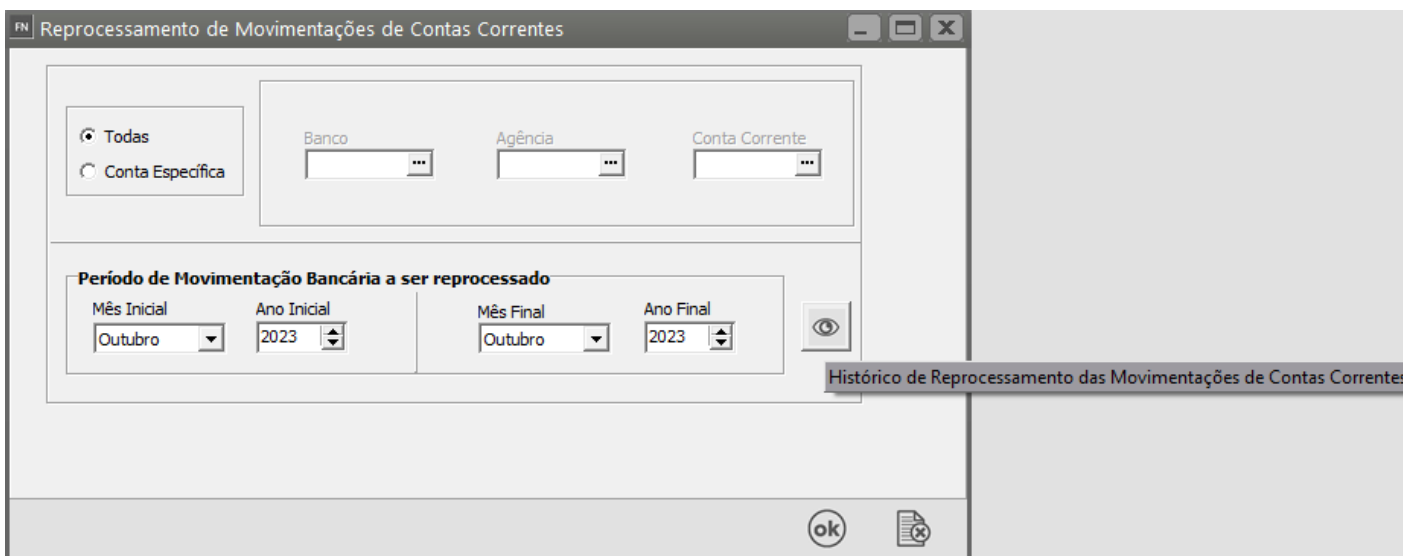 FN Reprocessamento de Movimentações de Contas Correntes
Todas
Conta Específica
Banco
Agência
Conta Corrente
Período de Movimentação Bancária a ser reprocessado
Mês Inicial
Ano Inicial
Mês Final
Ano Final
Outubro
2023
Outubro
2023
Histórico de Reprocessamento das Movimentações de Contas Correntes
ok